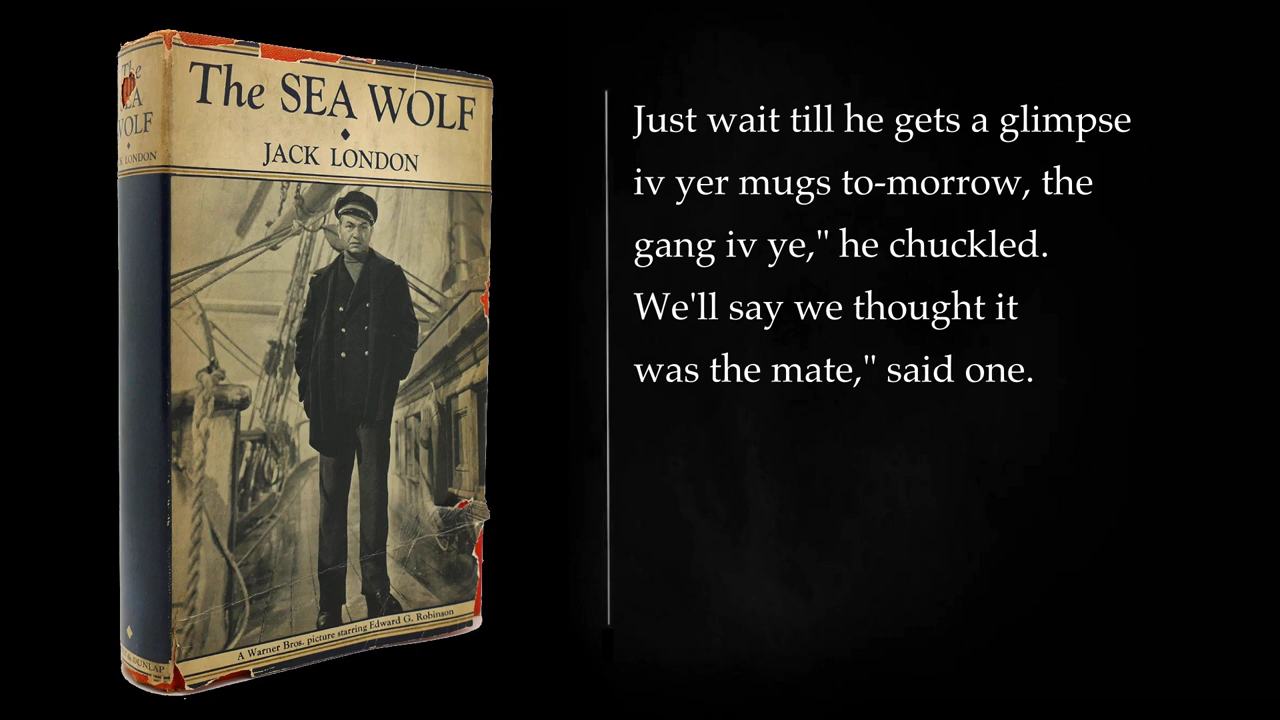 The
SEA
WOLF
LONDON
DUNLAP
The SEA WOLF
JACK LONDON
A Warner Bros. picture starring Edward G. Robinson
Just wait till he gets a glimpse
iv yer mugs to-morrow, the
gang iv ye," he chuckled.
We'll say we thought it
was the mate," said one.